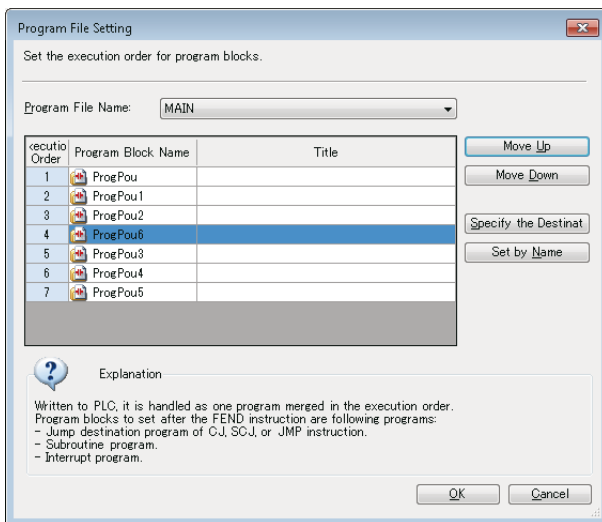 Program File Setting
Set the execution order for program blocks.
Program File Name: MAIN
‹ecutio
Order Program Block Name Title
1 ProgPou
2 ProgPou1
3 ProgPou2
4 ProgPou6
5 ProgPou3
6 ProgPou4
7 ProgPou5
Move Up
Move Down
Specify the Destinat
Set by Name
Explanation
Written to PLC, it is handled as one program merged in the execution order.
Program blocks to set after the FEND instruction are following programs:
- Jump destination program of CJ, SCJ, or JMP instruction.
- Subroutine program.
- Interrupt program.
OK Cancel